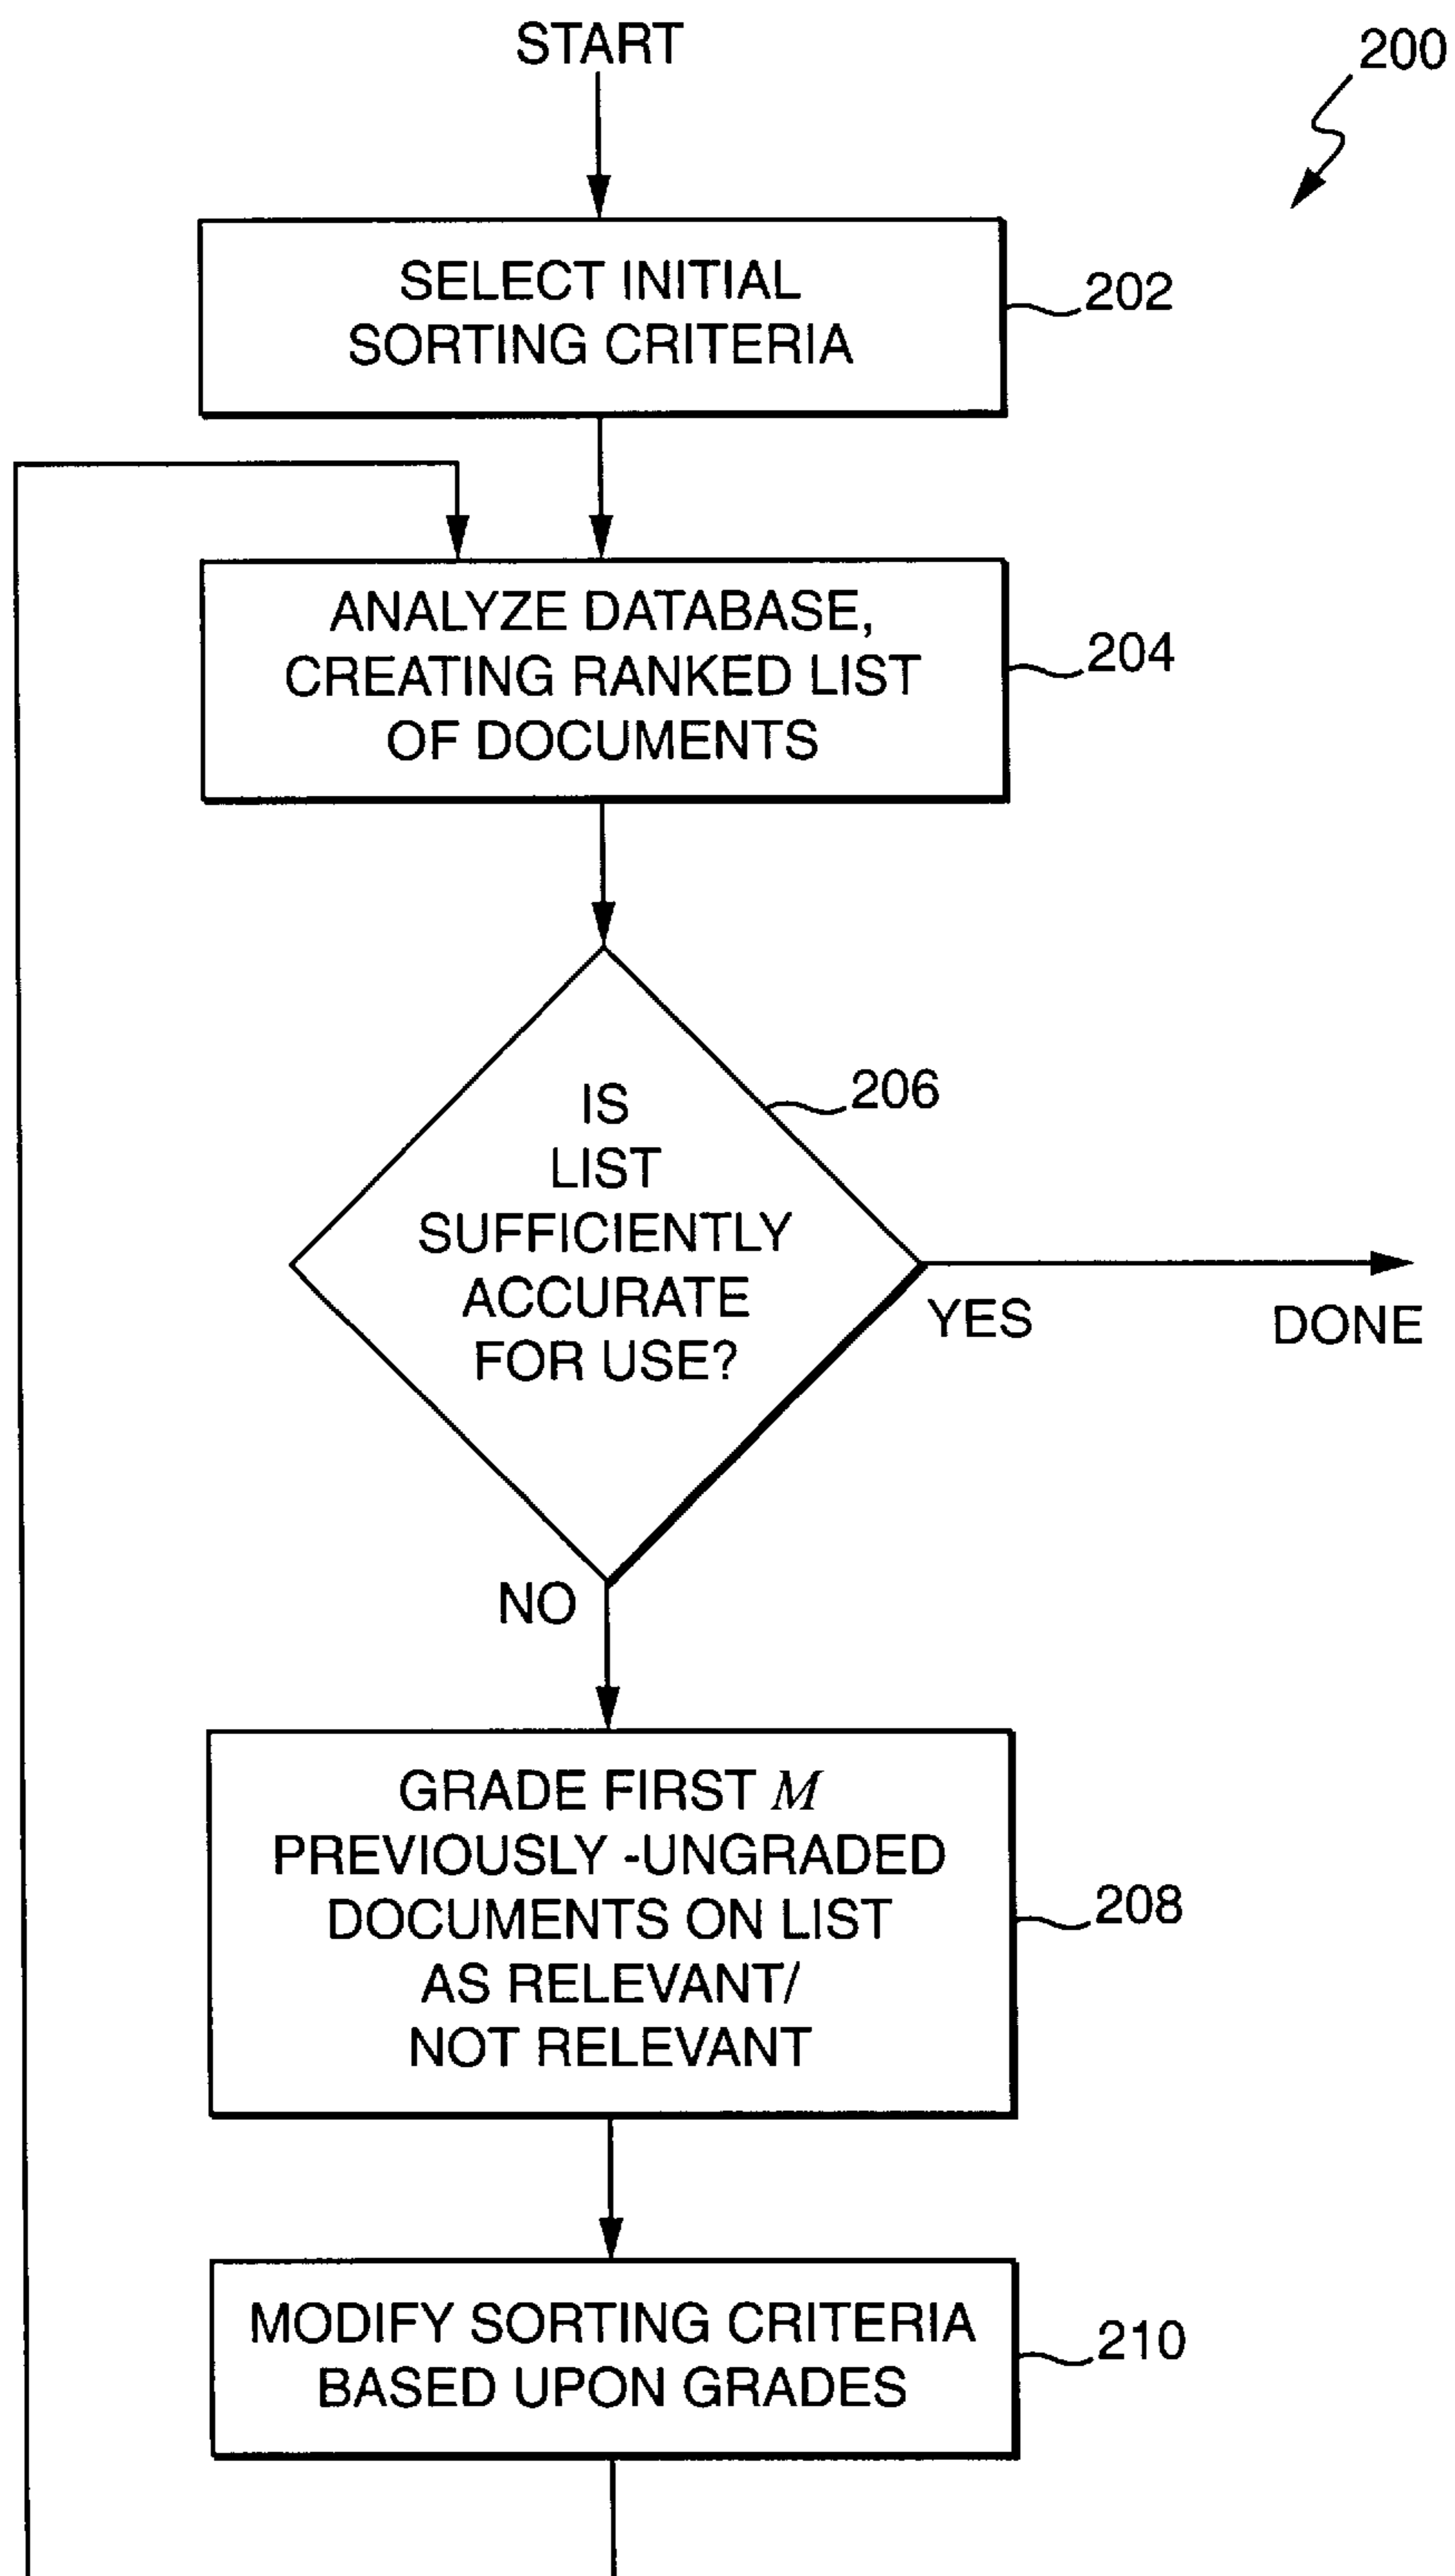 START
200
SELECT INITIAL
SORTING CRITERIA
202
ANALYZE DATABASE,
CREATING RANKED LIST
OF DOCUMENTS
204
IS
LIST
SUFFICIENTLY
ACCURATE
FOR USE?
206
YES
DONE
NO
GRADE FIRST M
PREVIOUSLY -UNGRADED
DOCUMENTS ON LIST
AS RELEVANT/
NOT RELEVANT
208
MODIFY SORTING CRITERIA
BASED UPON GRADES
210